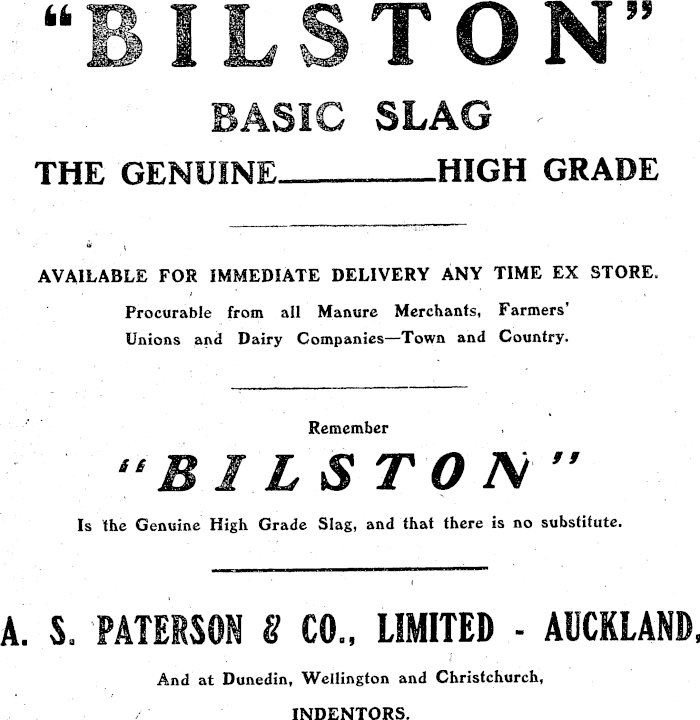 “BILSTON”
BASIC SLAG
THE GENUINE______HIGH GRADE
AVAILABLE FOR IMMEDIATE DELIVERY ANY TIME EX STORE.
Procurable from all Manure Merchants, Farmers'
Unions and Dairy Companies—Town and Country.
Remember
“BILSTON”
Is the Genuine High Grade Slag, and that there is no substitute.
A. S. PATERSON & CO., LIMITED - AUCKLAND,
And at Dunedin, Wellington and Christchurch,
INDENTORS.